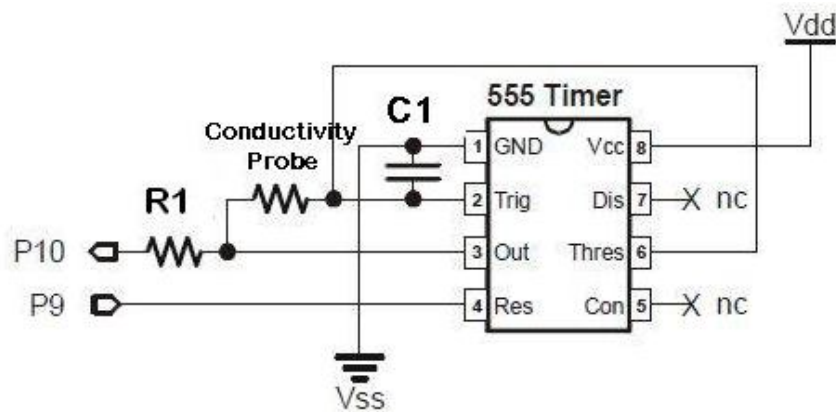 Vdd
555 Timer
C1
Conductivity
Probe
1 GND Vcc 8
R1
2 Trig Dis 7 X nc
P10
3 Out Thres 6
P9
4 Res Con 5 X nc
Vss